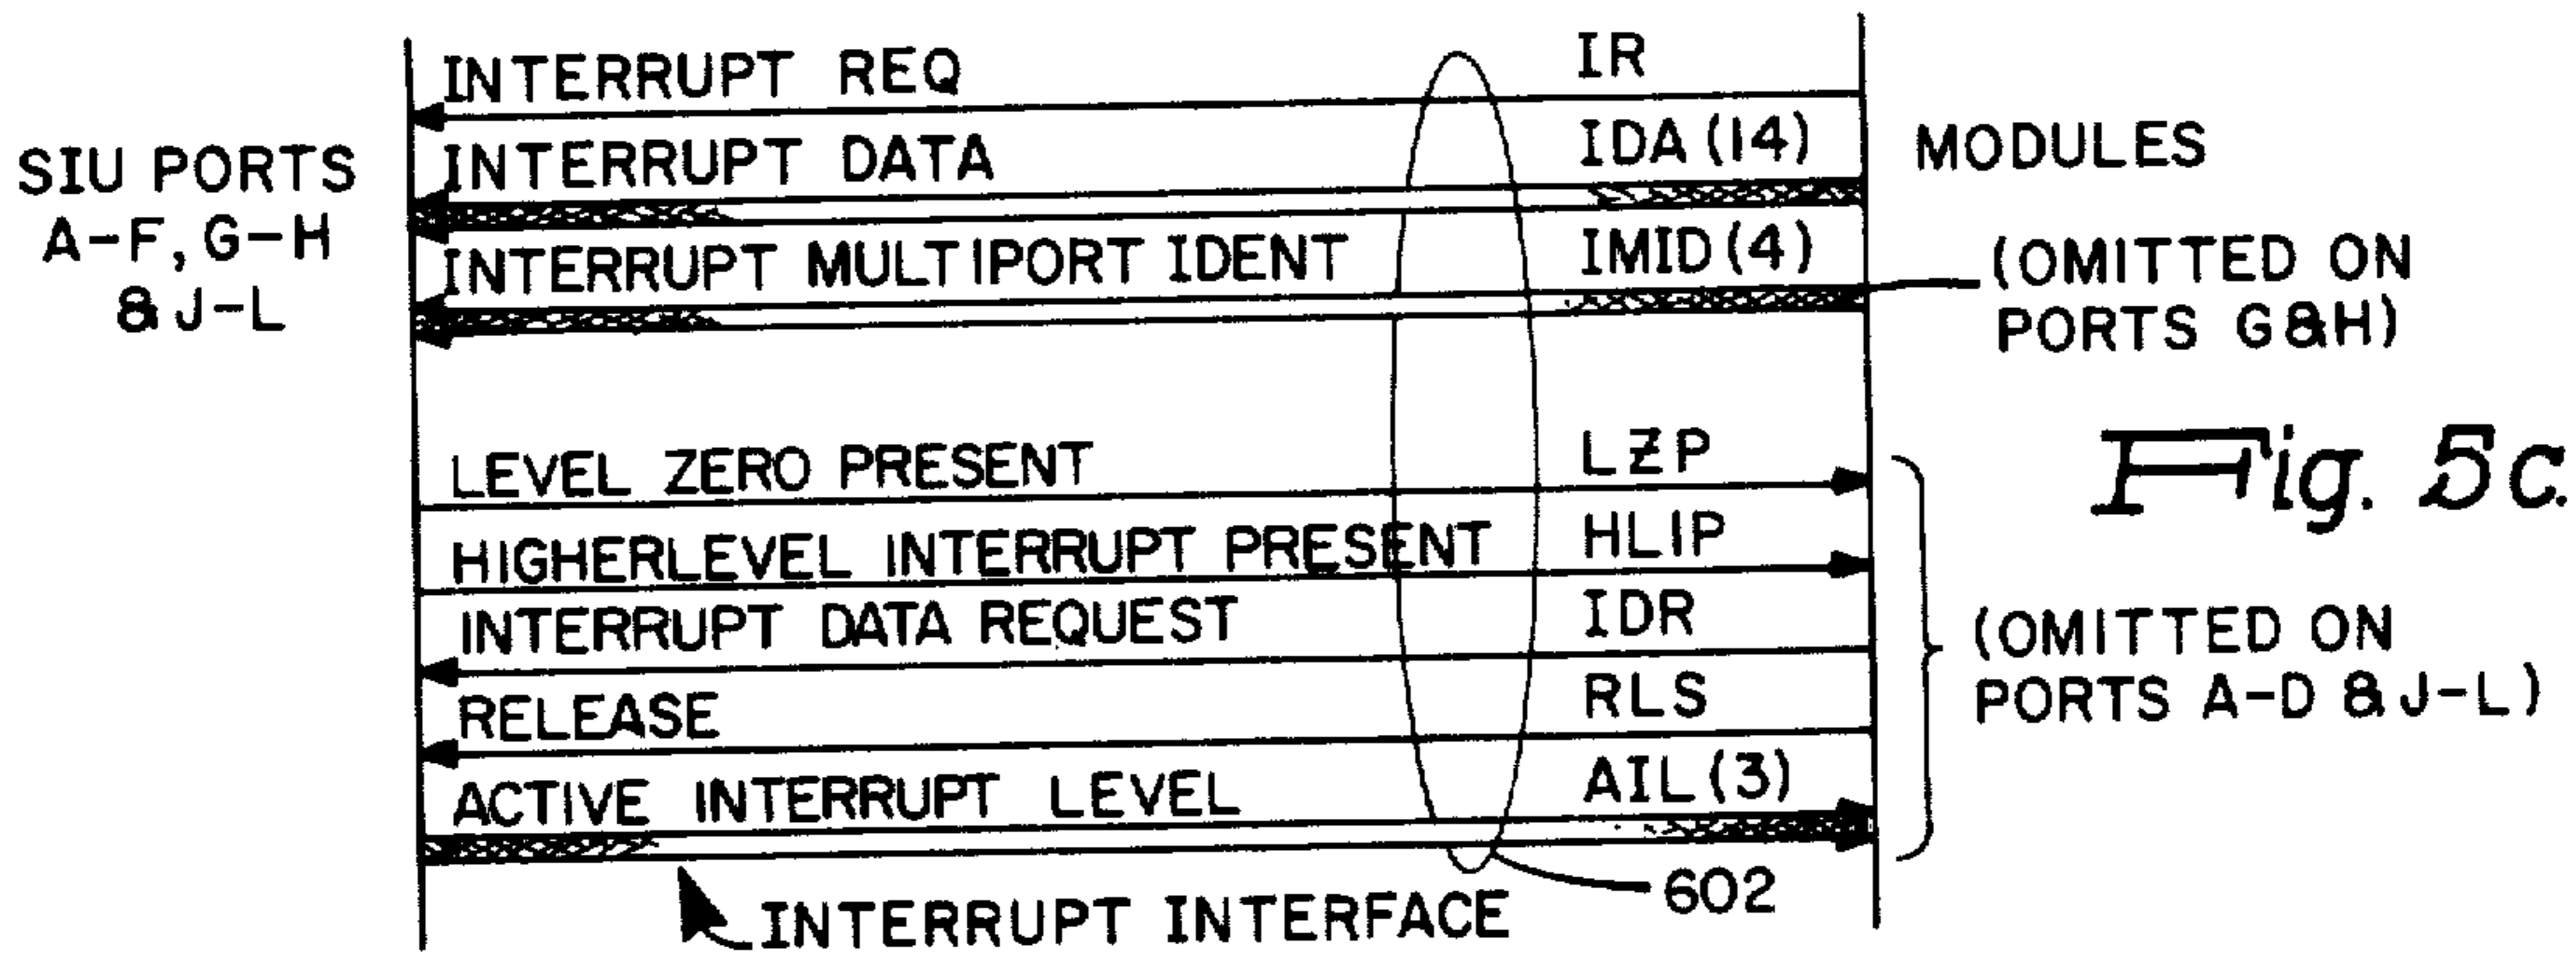 SIU PORTS
A-F, G-H
& J-L
INTERRUPT REQ IR
INTERRUPT DATA IDA (14)
INTERRUPT MULTIPORT IDENT IMID (4)
MODULES
(OMITTED ON
PORTS G&H)
LEVEL ZERO PRESENT LZP
HIGHERLEVEL INTERRUPT PRESENT HLIP
INTERRUPT DATA REQUEST IDR
RELEASE RLS
ACTIVE INTERRUPT LEVEL AIL (3)
(OMITTED ON
PORTS A-D & J-L)
Fig. 5c.
INTERRUPT INTERFACE
602